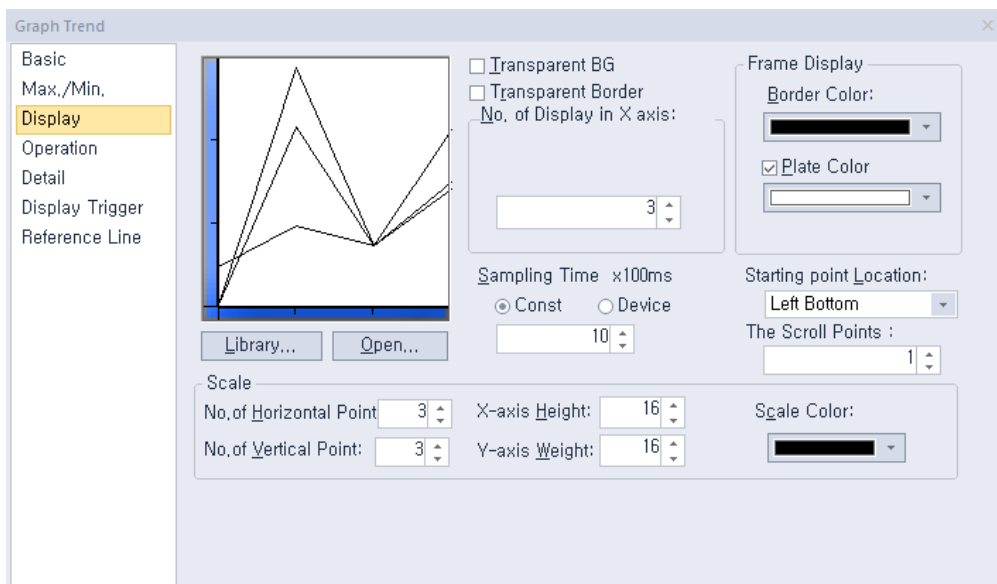 Graph Trend
Basic
Max./Min.
Display
Operation
Detail
Display Trigger
Reference Line
Library...
Open...
Transparent BG
Transparent Border
No. of Display in X axis:
3
Sampling Time x100ms
Const
Device
10
Frame Display
Border Color:
Plate Color
Starting point Location:
Left Bottom
The Scroll Points :
1
Scale
No.of Horizontal Point
3
X-axis Height:
16
Scale Color:
No.of Vertical Point:
3
Y-axis Weight:
16